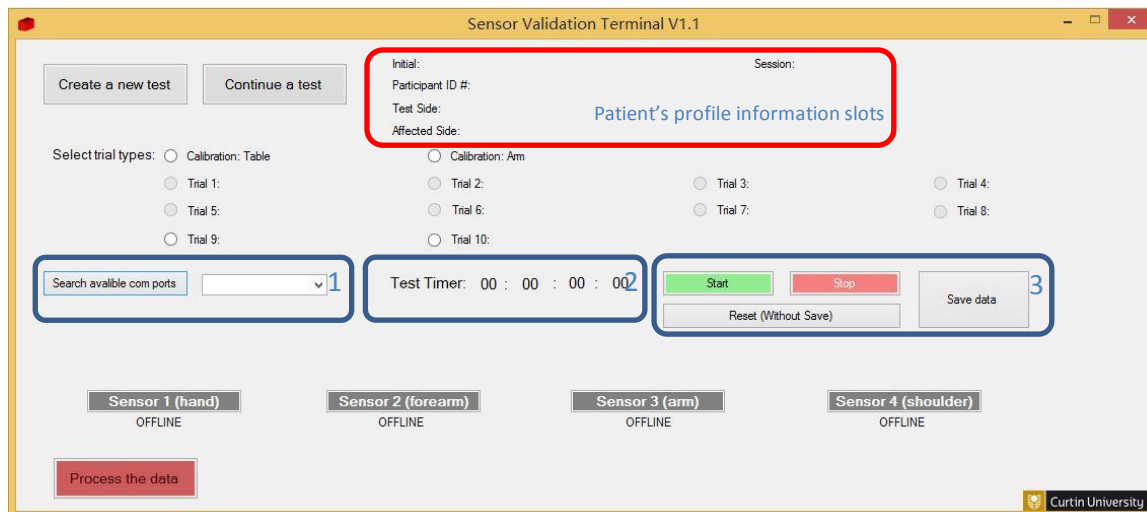 Sensor Validation Terminal V1.1
Create a new test
Continue a test
Initial:
Session:
Participant ID #:
Test Side:
Patient's profile information slots
Affected Side:
Select trial types:
Calibration: Table
Calibration: Arm
Trial 1:
Trial 2:
Trial 3:
Trial 4:
Trial 5:
Trial 6:
Trial 7:
Trial 8:
Trial 9:
Trial 10:
Search avalible com ports
1
Test Timer: 00 : 00 : 00 : 00
2
Start
Stop
Save data
3
Reset (Without Save)
Sensor 1 (hand)
Sensor 2 (forearm)
Sensor 3 (arm)
Sensor 4 (shoulder)
OFFLINE
OFFLINE
OFFLINE
OFFLINE
Process the data
Curtin University